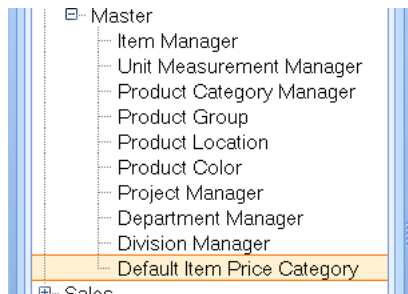 Master
Item Manager
Unit Measurement Manager
Product Category Manager
Product Group
Product Location
Product Color
Project Manager
Department Manager
Division Manager
Default Item Price Category
Sales